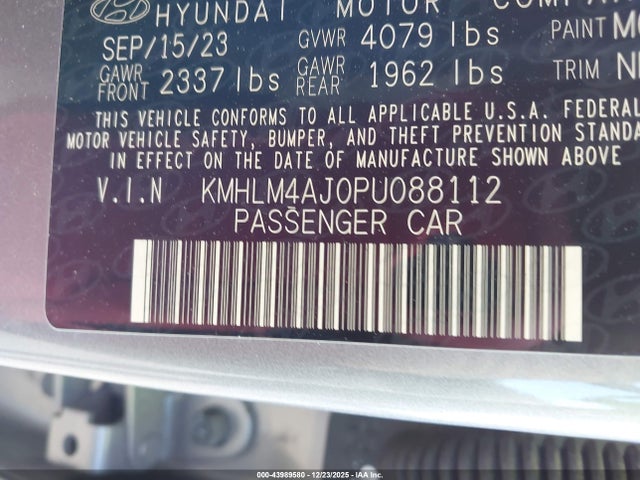 HYUNDAI MOTOR
SEP/15/23 GVWR 4079 lbs PAINT
GAWR FRONT 2337 lbs GAWR REAR 1962 lbs TRIM
THIS VEHICLE CONFORMS TO ALL APPLICABLE U.S.A. FEDERAL
MOTOR VEHICLE SAFETY, BUMPER, AND THEFT PREVENTION
IN EFFECT ON THE DATE OF MANUFACTURE SHOWN ABOVE
V.I.N KMHLM4AJ0PU088112
PASSENGER CAR
000-43989580 - 12/23/2025 - IAA Inc.